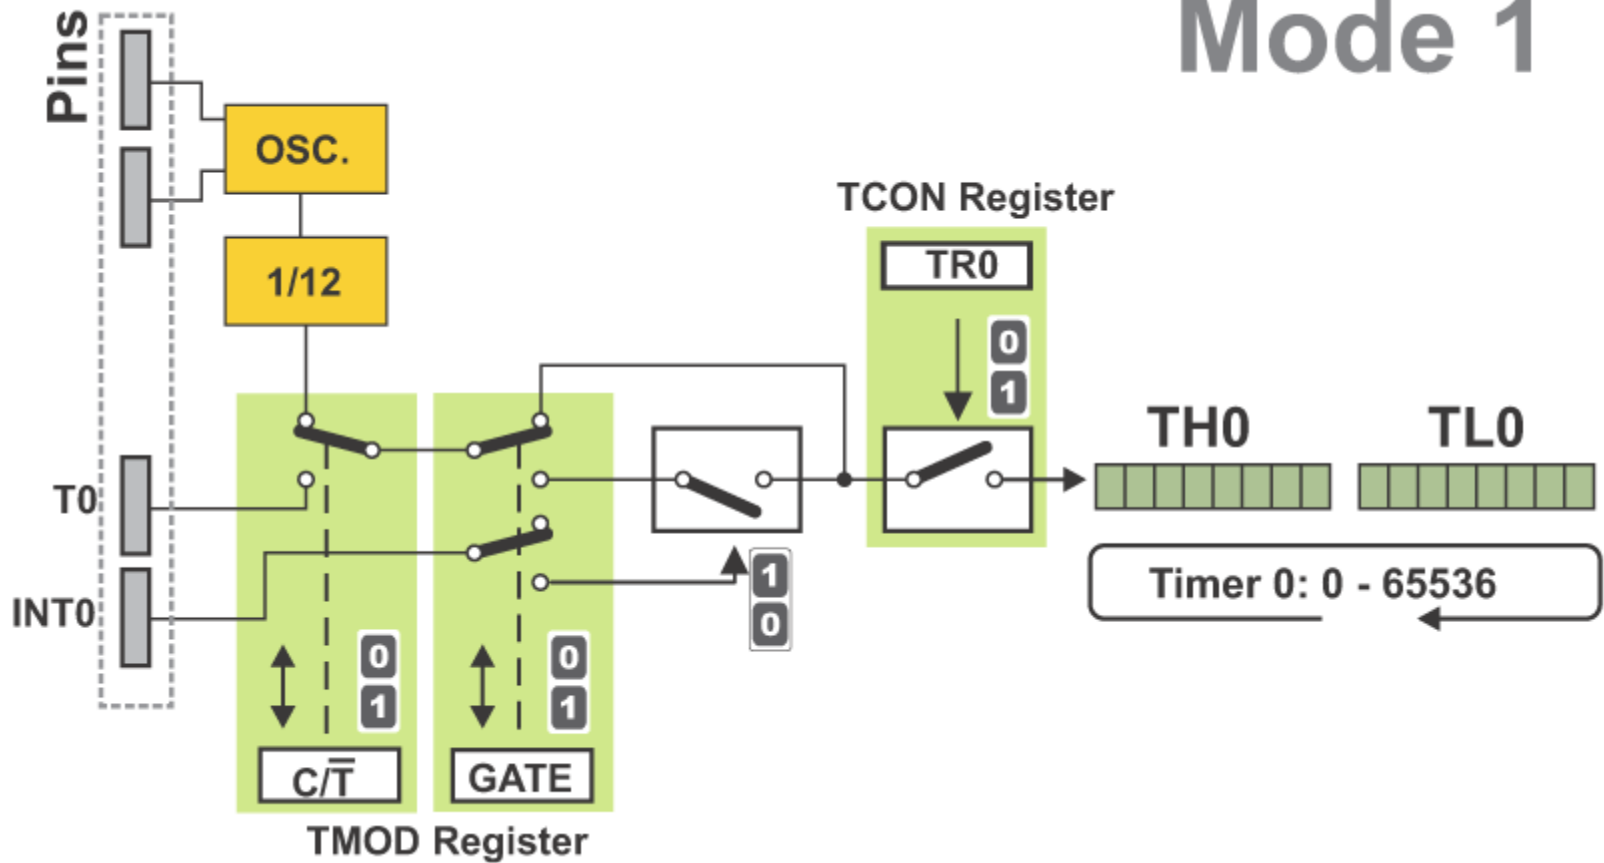 Mode 1
Pins
OSC.
1/12
TCON Register
TR0
0
1
TH0
TL0
T0
INT0
1
0
Timer 0: 0 - 65536
0
1
0
1
C/T̅
GATE
TMOD Register